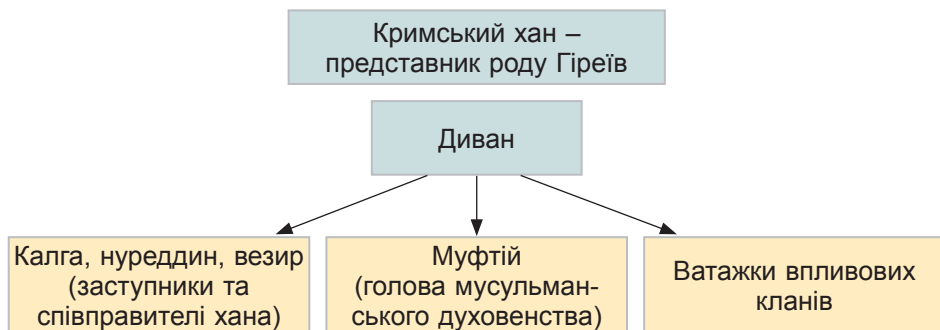 Кримський хан –
представник роду Гіреїв
Диван
Калга, нуреддин, везир
(заступники та
співправителі хана)
Муфтій
(голова мусульман-
ського духовенства)
Ватажки впливових
кланів